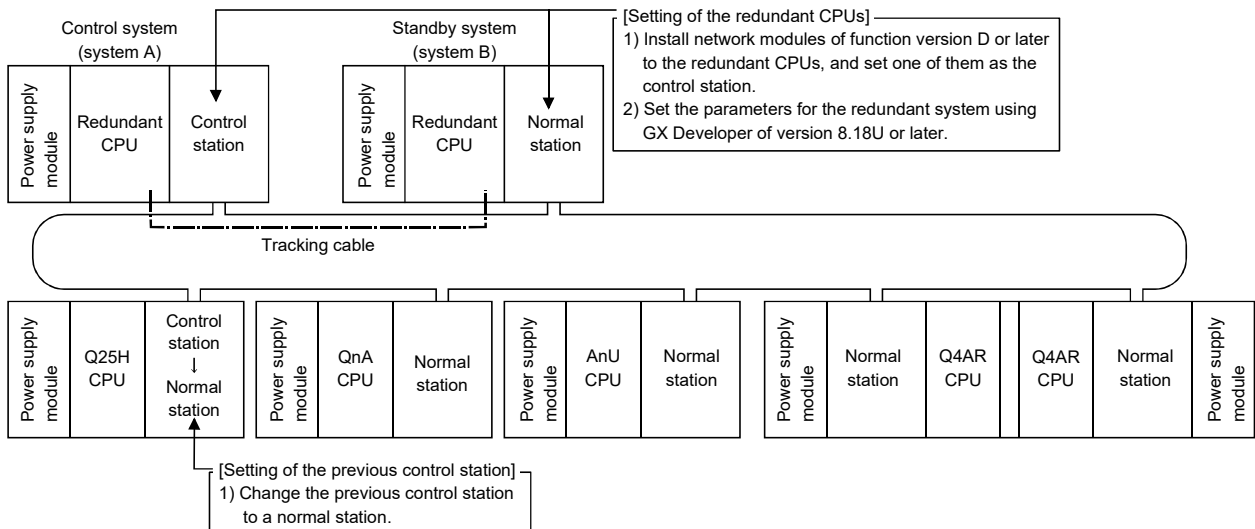 [Setting of the redundant CPUs]
1) Install network modules of function version D or later
to the redundant CPUs, and set one of them as the
control station.
2) Set the parameters for the redundant system using
GX Developer of version 8.18U or later.
Control system
(system A)
Standby system
(system B)
Power supply
module
Redundant
CPU
Control
station
Power supply
module
Redundant
CPU
Normal
station
Tracking cable
Power supply
module
Q25H
CPU
Control
station
↓
Normal
station
Power supply
module
QnA
CPU
Normal
station
Power supply
module
AnU
CPU
Normal
station
Power supply
module
Normal
station
Q4AR
CPU
Q4AR
CPU
Normal
station
Power supply
module
[Setting of the previous control station]
1) Change the previous control station
to a normal station.